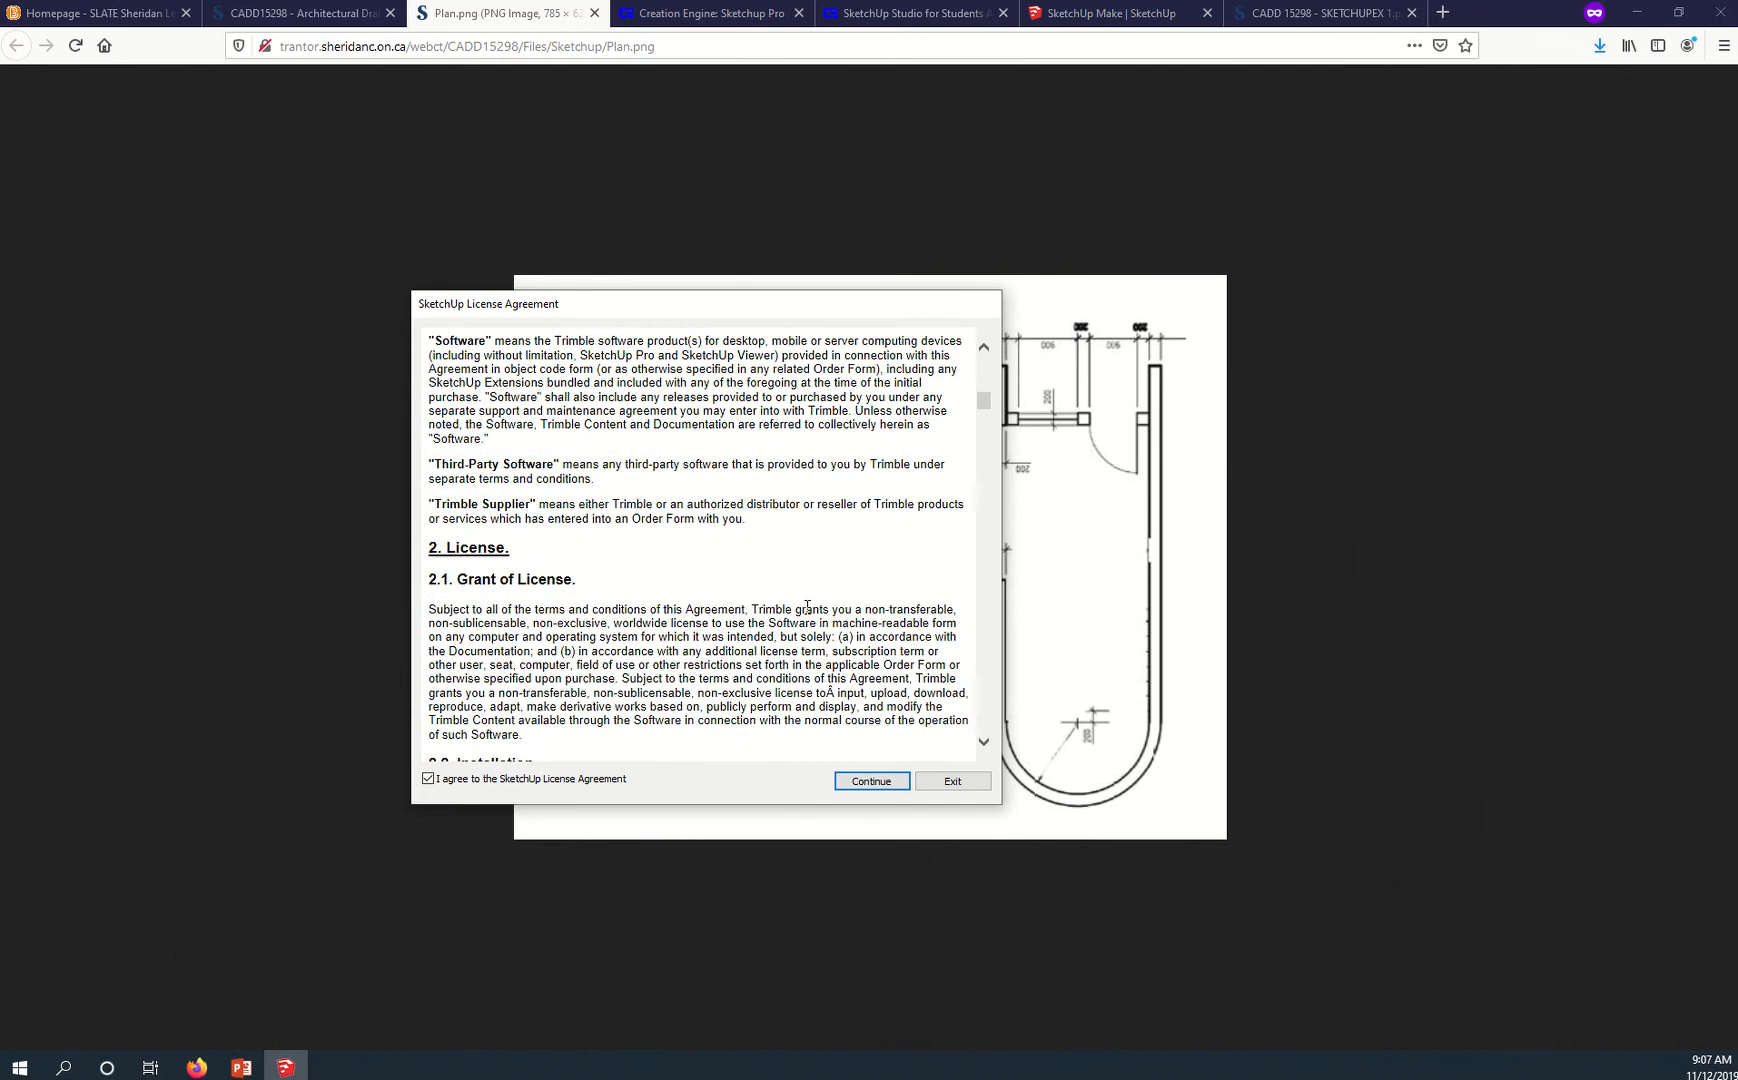 Homepage - SLATE Sheridan Le
CADD15298 - Architectural Dra
Plan.png (PNG Image, 785 × 62
Creation Engine: Sketchup Pro
SketchUp Studio for Students A
SketchUp Make | SketchUp
CADD 15298 - SKETCHUPEX 1.p
trantor.sheridanc.on.ca/webct/CADD15298/Files/Sketchup/Plan.png
SketchUp License Agreement
"Software" means the Trimble software product(s) for desktop, mobile or server computing devices
(including without limitation, SketchUp Pro and SketchUp Viewer) provided in connection with this
Agreement in object code form (or as otherwise specified in any related Order Form), including any
SketchUp Extensions bundled and included with any of the foregoing at the time of the initial
purchase. "Software" shall also include any releases provided to or purchased by you under any
separate support and maintenance agreement you may enter into with Trimble. Unless otherwise
noted, the Software, Trimble Content and Documentation are referred to collectively herein as
"Software."
"Third-Party Software" means any third-party software that is provided to you by Trimble under
separate terms and conditions.
"Trimble Supplier" means either Trimble or an authorized distributor or reseller of Trimble products
or services which has entered into an Order Form with you.
2. License.
2.1. Grant of License.
Subject to all of the terms and conditions of this Agreement, Trimble grants you a non-transferable,
non-sublicensable, non-exclusive, worldwide license to use the Software in machine-readable form
on any computer and operating system for which it was intended, but solely: (a) in accordance with
the Documentation; and (b) in accordance with any additional license term, subscription term or
other user, seat, computer, field of use or other restrictions set forth in the applicable Order Form or
otherwise specified upon purchase. Subject to the terms and conditions of this Agreement, Trimble
grants you a non-transferable, non-sublicensable, non-exclusive license toÂ input, upload, download,
reproduce, adapt, make derivative works based on, publicly perform and display, and modify the
Trimble Content available through the Software in connection with the normal course of the operation
of such Software.
I agree to the SketchUp License Agreement
Continue
Exit
200
200
900
900
200
200
200
9:07 AM
11/12/2019